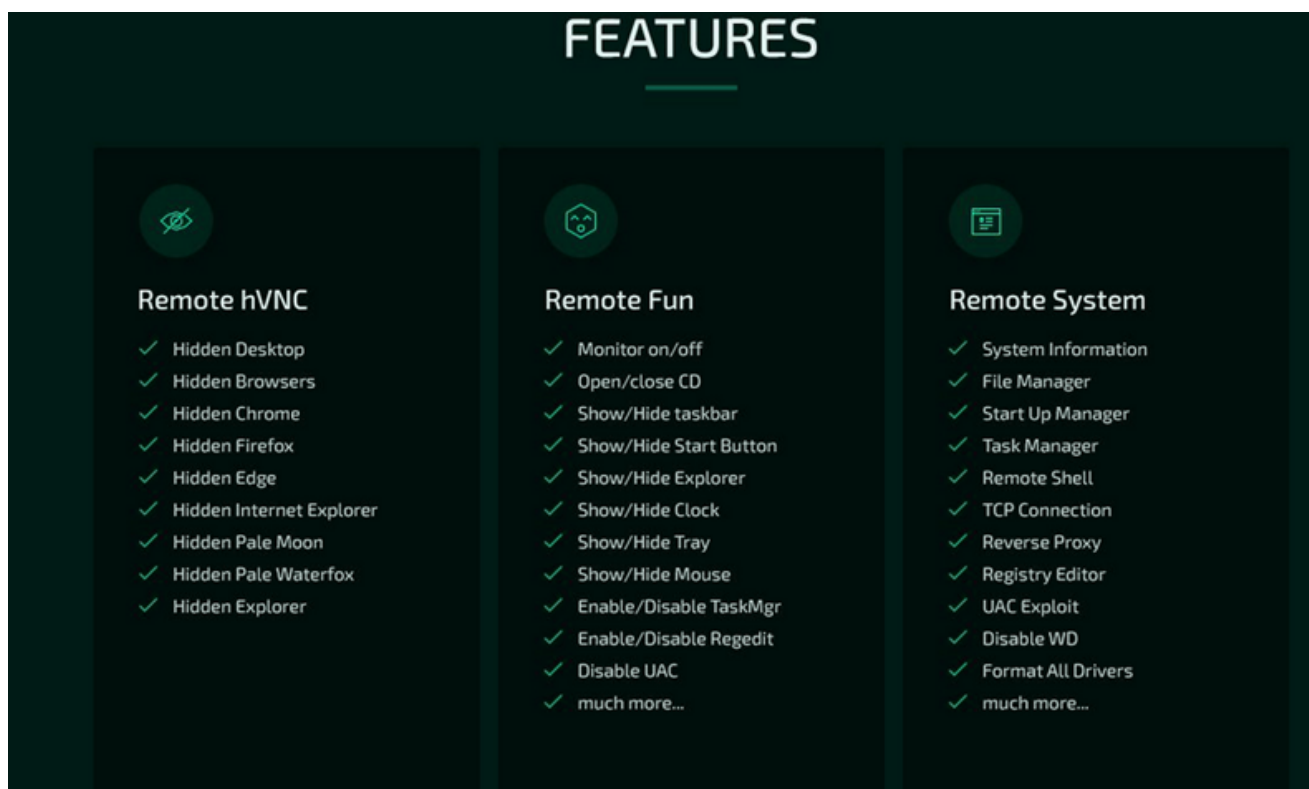 FEATURES
Remote hVNC
Hidden Desktop
Hidden Browsers
Hidden Chrome
Hidden Firefox
Hidden Edge
Hidden Internet Explorer
Hidden Pale Moon
Hidden Pale Waterfox
Hidden Explorer
Remote Fun
Monitor on/off
Open/close CD
Show/Hide taskbar
Show/Hide Start Button
Show/Hide Explorer
Show/Hide Clock
Show/Hide Tray
Show/Hide Mouse
Enable/Disable TaskMgr
Enable/Disable Regedit
Disable UAC
much more...
Remote System
System Information
File Manager
Start Up Manager
Task Manager
Remote Shell
TCP Connection
Reverse Proxy
Registry Editor
UAC Exploit
Disable WD
Format All Drivers
much more...